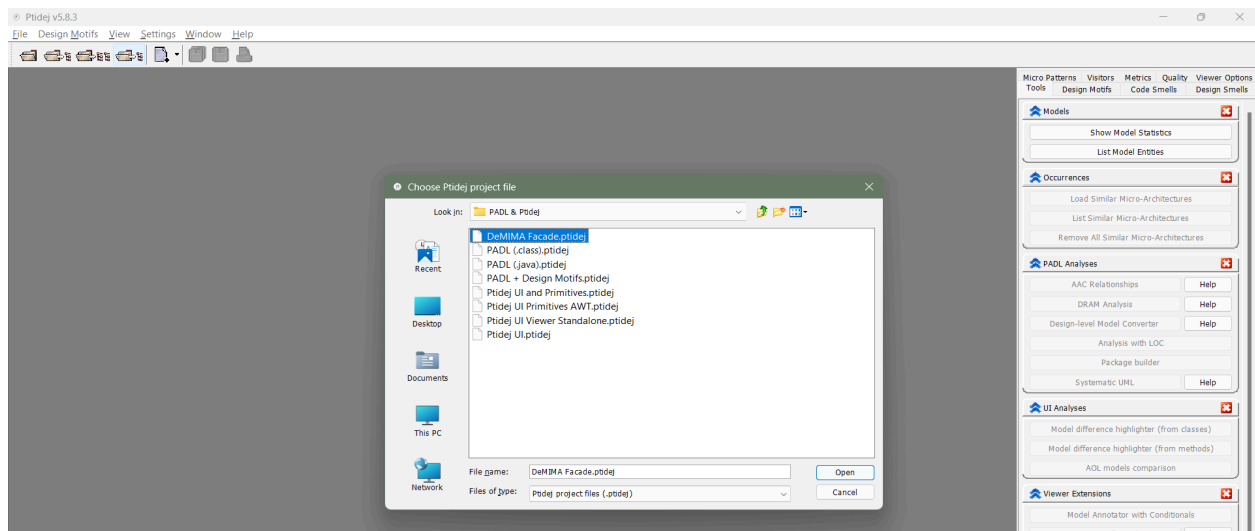 Ptidej v5.8.3
File Design Motifs View Settings Window Help
Micro Patterns Visitors Metrics Quality Viewer Options
Tools Design Motifs Code Smells Design Smells
Models
Show Model Statistics
List Model Entities
Occurrences
Load Similar Micro-Architectures
List Similar Micro-Architectures
Remove All Similar Micro-Architectures
PADL Analyses
AAC Relationships Help
DRAM Analysis Help
Design-level Model Converter Help
Analysis with LOC
Package builder
Systematic UML Help
UI Analyses
Model difference highlighter (from classes)
Model difference highlighter (from methods)
AOL models comparison
Viewer Extensions
Model Annotator with Conditionals
Choose Ptidej project file
Look in: PADL & Ptidej
Recent
Desktop
Documents
This PC
Network
DeMIMA Facade.ptidej
PADL (.class).ptidej
PADL (.java).ptidej
PADL + Design Motifs.ptidej
Ptidej UI and Primitives.ptidej
Ptidej UI Primitives AWT.ptidej
Ptidej UI Viewer Standalone.ptidej
Ptidej UI.ptidej
File name: DeMIMA Facade.ptidej Open
Files of type: Ptidej project files (.ptidej) Cancel